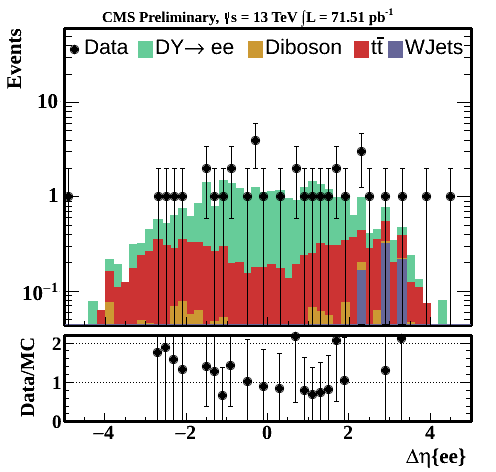 CMS Preliminary, √s = 13 TeV ∫L = 71.51 pb⁻¹
Events
Data DY→ ee Diboson tt̄ WJets
10
1
10⁻¹
Data/MC
2
1
0
−4 −2 0 2 4
Δη{ee}